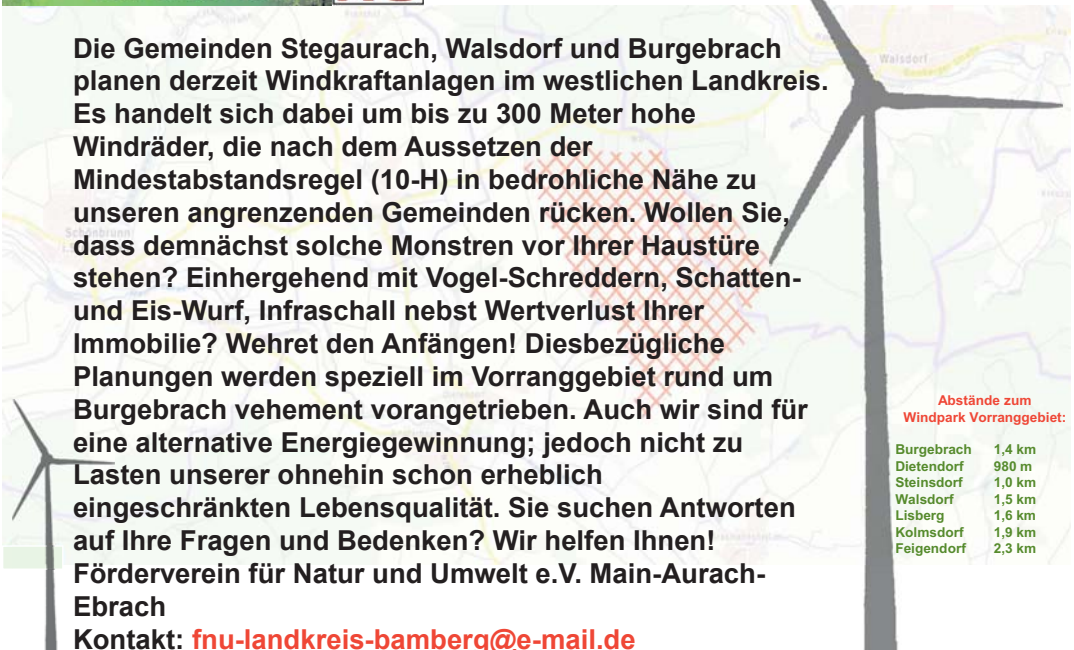 Die Gemeinden Stegaurach, Walsdorf und Burgebrach
planen derzeit Windkraftanlagen im westlichen Landkreis.
Es handelt sich dabei um bis zu 300 Meter hohe
Windräder, die nach dem Aussetzen der
Mindestabstandsregel (10-H) in bedrohliche Nähe zu
unseren angrenzenden Gemeinden rücken. Wollen Sie,
dass demnächst solche Monstren vor Ihrer Haustüre
stehen? Einhergehend mit Vogel-Schreddern, Schatten-
und Eis-Wurf, Infraschall nebst Wertverlust Ihrer
Immobilie? Wehret den Anfängen! Diesbezügliche
Planungen werden speziell im Vorranggebiet rund um
Burgebrach vehement vorangetrieben. Auch wir sind für
eine alternative Energiegewinnung; jedoch nicht zu
Lasten unserer ohnehin schon erheblich
eingeschränkten Lebensqualität. Sie suchen Antworten
auf Ihre Fragen und Bedenken? Wir helfen Ihnen!
Förderverein für Natur und Umwelt e.V. Main-Aurach-
Ebrach
Kontakt: fnu-landkreis-bamberg@e-mail.de
Walsdorf
Schönbrunn
Abstände zum
Windpark Vorranggebiet:
Burgebrach 1,4 km
Dietendorf 980 m
Steinsdorf 1,0 km
Walsdorf 1,5 km
Lisberg 1,6 km
Kolmsdorf 1,9 km
Feigendorf 2,3 km